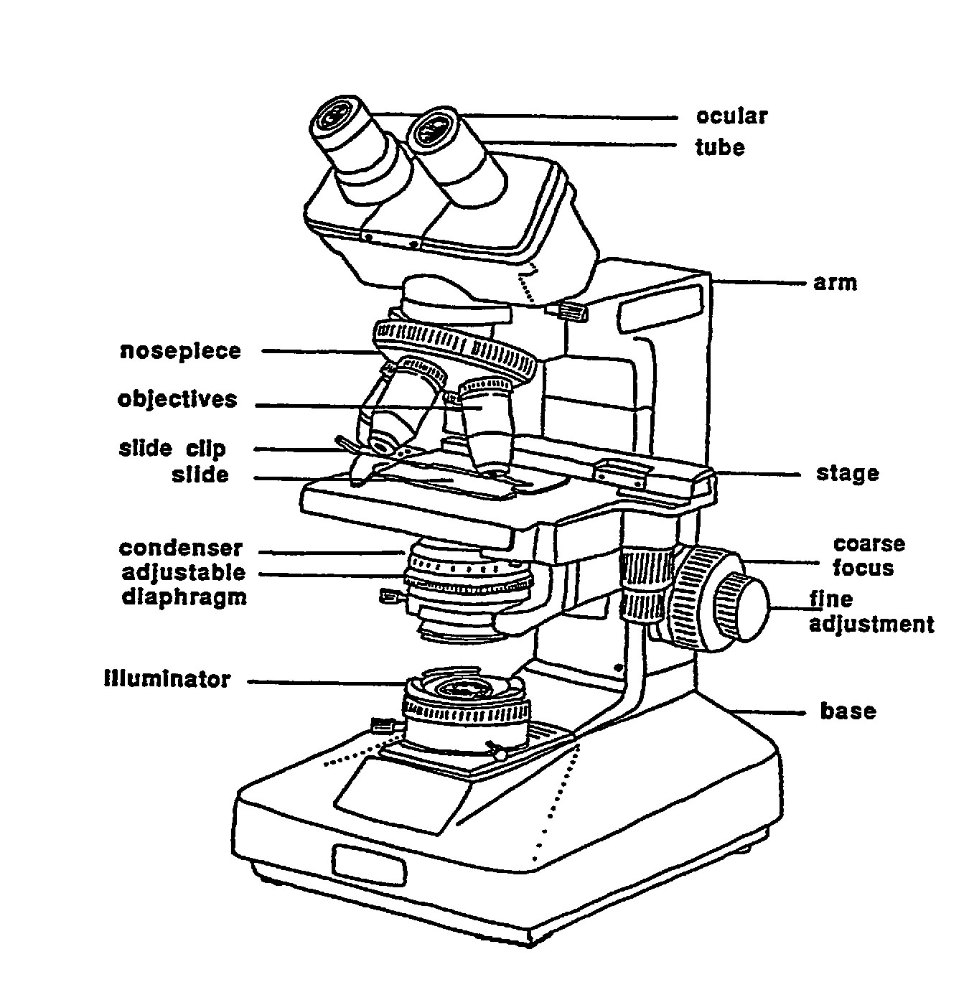 ocular
tube
arm
nosepiece
objectives
slide clip
slide
stage
condenser
adjustable
diaphragm
coarse
focus
fine
adjustment
illuminator
base